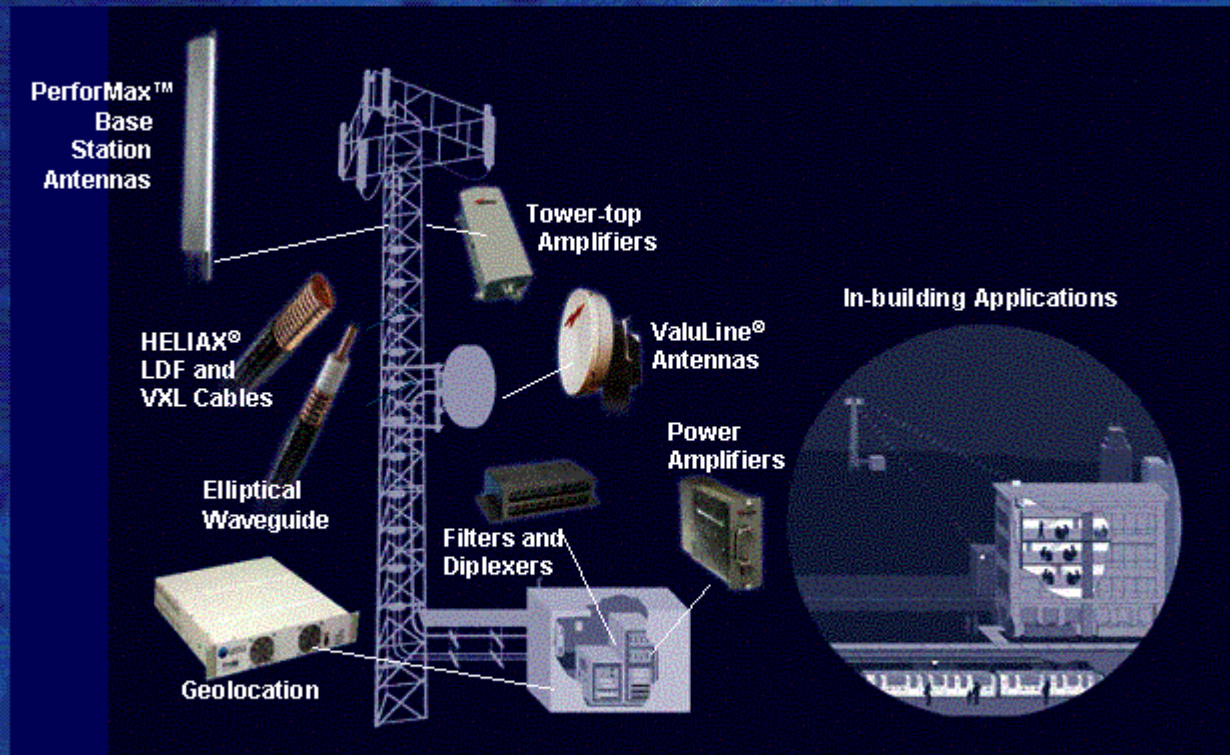 PerforMax™
Base
Station
Antennas
Tower-top
Amplifiers
In-building Applications
HELIAX®
LDF and
VXL Cables
ValuLine®
Antennas
Power
Amplifiers
Elliptical
Waveguide
Filters and
Diplexers
Geolocation